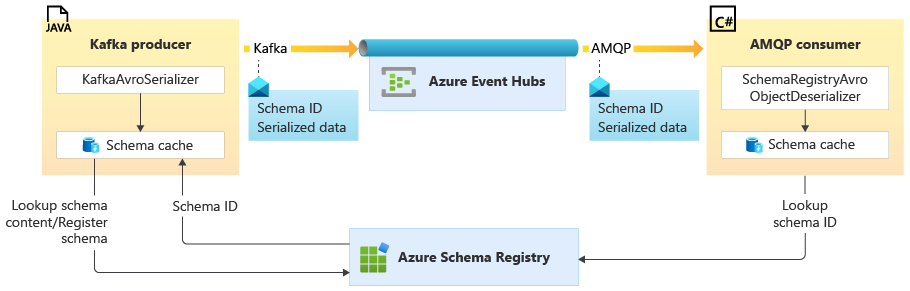 JAVA
Kafka producer
KafkaAvroSerializer
Schema cache
Kafka
Schema ID
Serialized data
Azure Event Hubs
AMQP
Schema ID
Serialized data
C#
AMQP consumer
SchemaRegistryAvro
ObjectDeserializer
Schema cache
Lookup schema
content/Register
schema
Schema ID
Azure Schema Registry
Lookup
schema ID